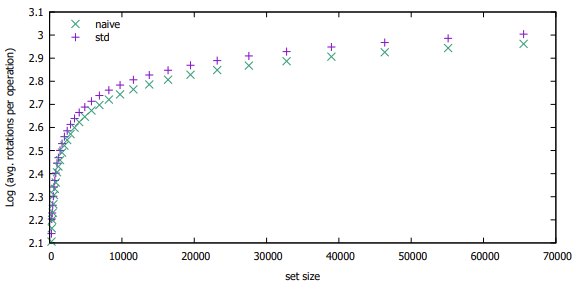 3.1
3
2.9
2.8
2.7
2.6
2.5
2.4
2.3
2.2
2.1
Log (avg. rotations per operation)
naive
std
0 10000 20000 30000 40000 50000 60000 70000
set size